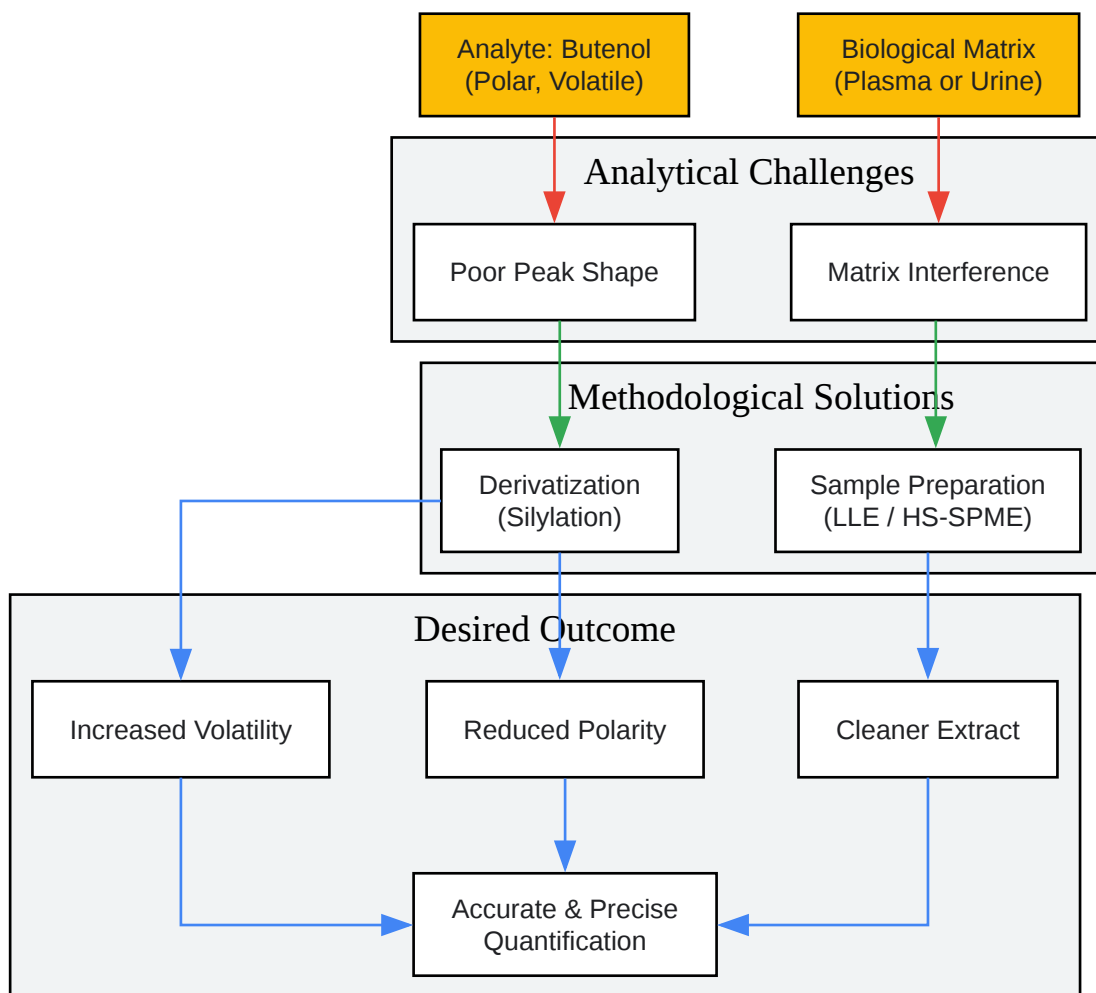 Analyte: Butenol
(Polar, Volatile)
Biological Matrix
(Plasma or Urine)
Analytical Challenges
Poor Peak Shape
Matrix Interference
Methodological Solutions
Derivatization
(Silylation)
Sample Preparation
(LLE / HS-SPME)
Desired Outcome
Increased Volatility
Reduced Polarity
Cleaner Extract
Accurate & Precise
Quantification